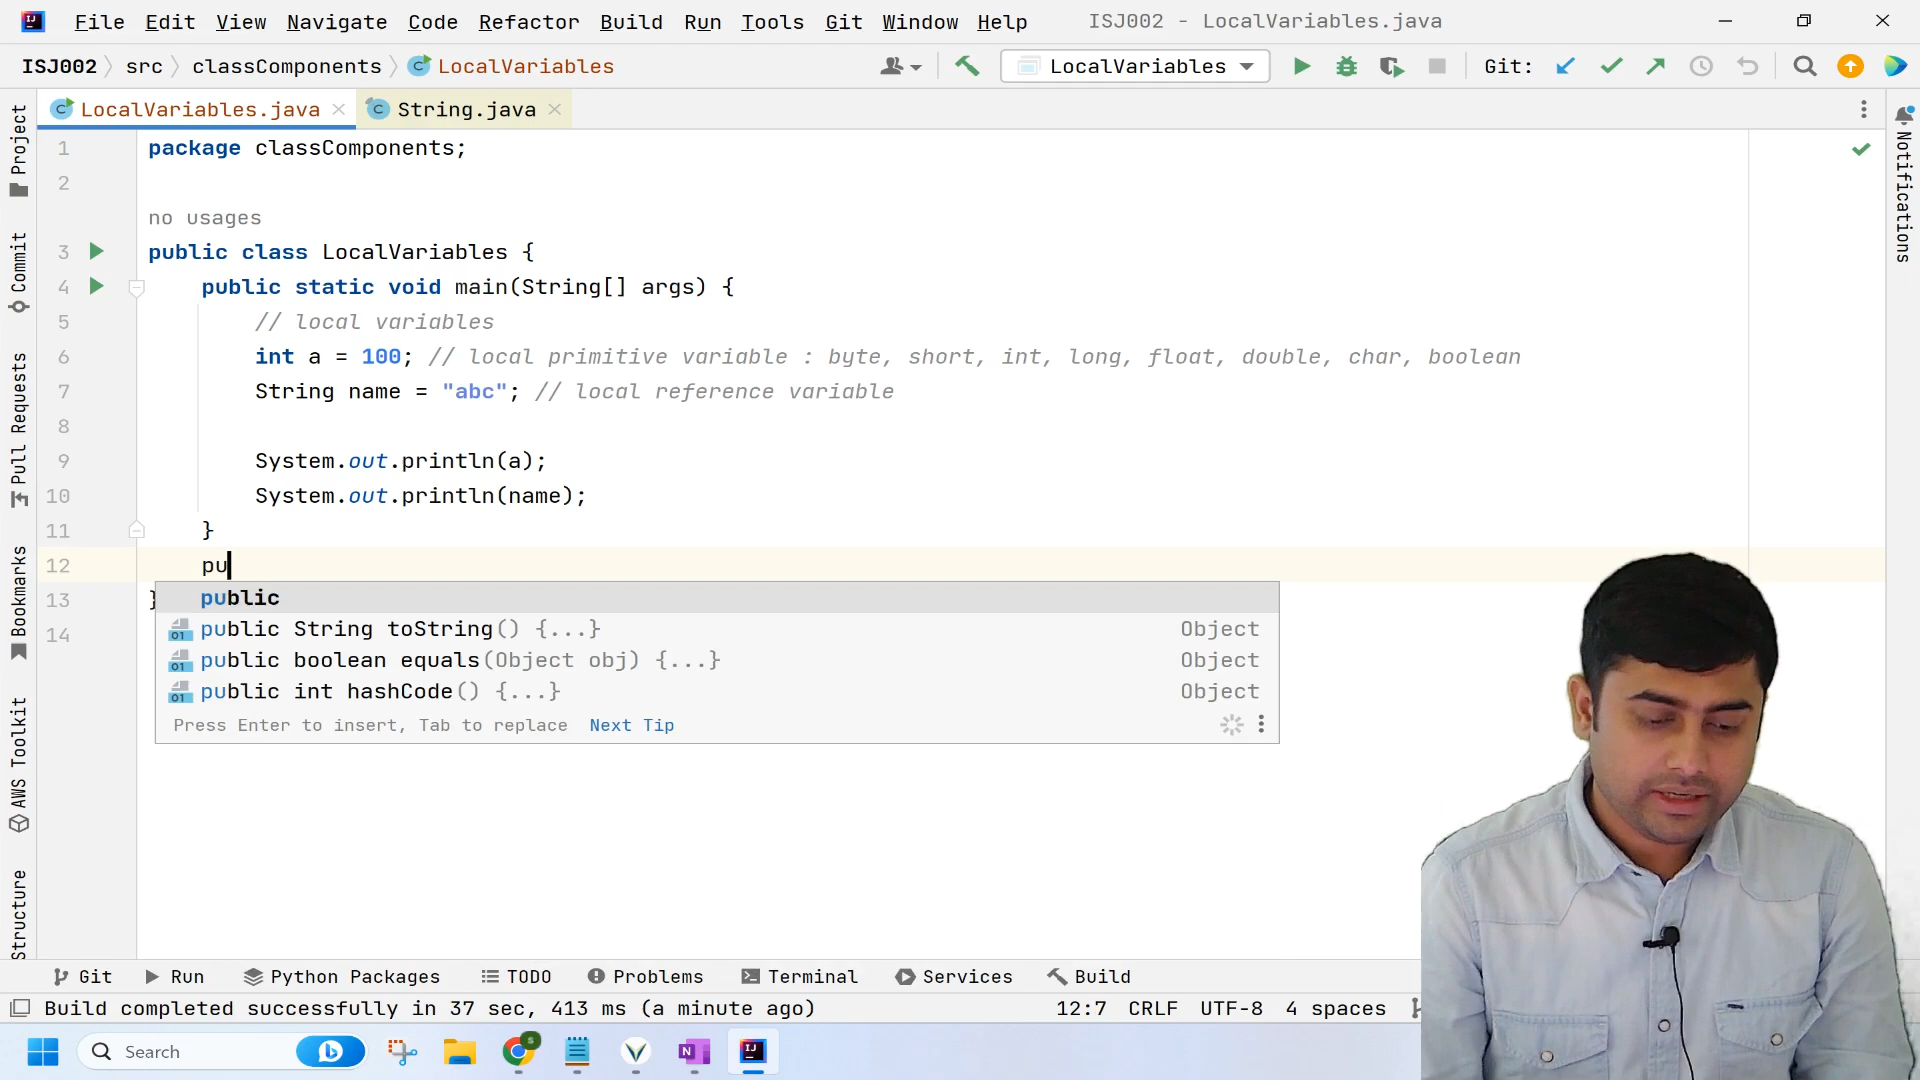 File Edit View Navigate Code Refactor Build Run Tools Git Window Help ISJ002 - LocalVariables.java
ISJ002 src classComponents LocalVariables LocalVariables Git:
LocalVariables.java String.java
1 package classComponents;
2
no usages
3 public class LocalVariables {
4 public static void main(String[] args) {
5 // local variables
6 int a = 100; // local primitive variable : byte, short, int, long, float, double, char, boolean
7 String name = "abc"; // local reference variable
8
9 System.out.println(a);
10 System.out.println(name);
11 }
12 pu
13 }
14
public
public String toString() {...} Object
public boolean equals(Object obj) {...} Object
public int hashCode() {...} Object
Press Enter to insert, Tab to replace Next Tip
Project
Commit
Pull Requests
Bookmarks
AWS Toolkit
Structure
Notifications
Git Run Python Packages TODO Problems Terminal Services Build
Build completed successfully in 37 sec, 413 ms (a minute ago) 12:7 CRLF UTF-8 4 spaces
Search